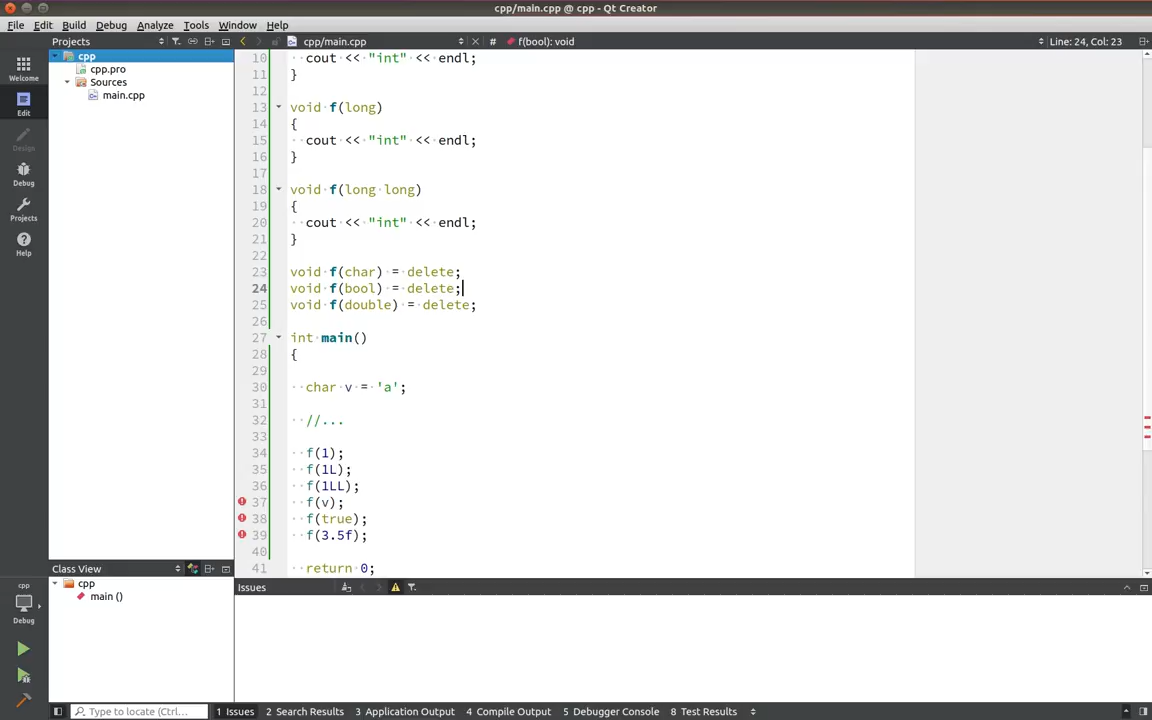 cpp/main.cpp @ cpp - Qt Creator
File Edit Build Debug Analyze Tools Window Help
Projects cpp/main.cpp # f(bool): void Line: 24, Col: 23
Welcome
Edit
Design
Debug
Projects
Help
cpp
cpp.pro
Sources
main.cpp
10 cout << "int" << endl;
11 }
12
13 void f(long)
14 {
15 cout << "int" << endl;
16 }
17
18 void f(long long)
19 {
20 cout << "int" << endl;
21 }
22
23 void f(char) = delete;
24 void f(bool) = delete;
25 void f(double) = delete;
26
27 int main()
28 {
29
30 char v = 'a';
31
32 //...
33
34 f(1);
35 f(1L);
36 f(1LL);
37 f(v);
38 f(true);
39 f(3.5f);
40
41 return 0;
Class View
cpp
main ()
Issues
cpp
Debug
Type to locate (Ctrl... 1 Issues 2 Search Results 3 Application Output 4 Compile Output 5 Debugger Console 8 Test Results